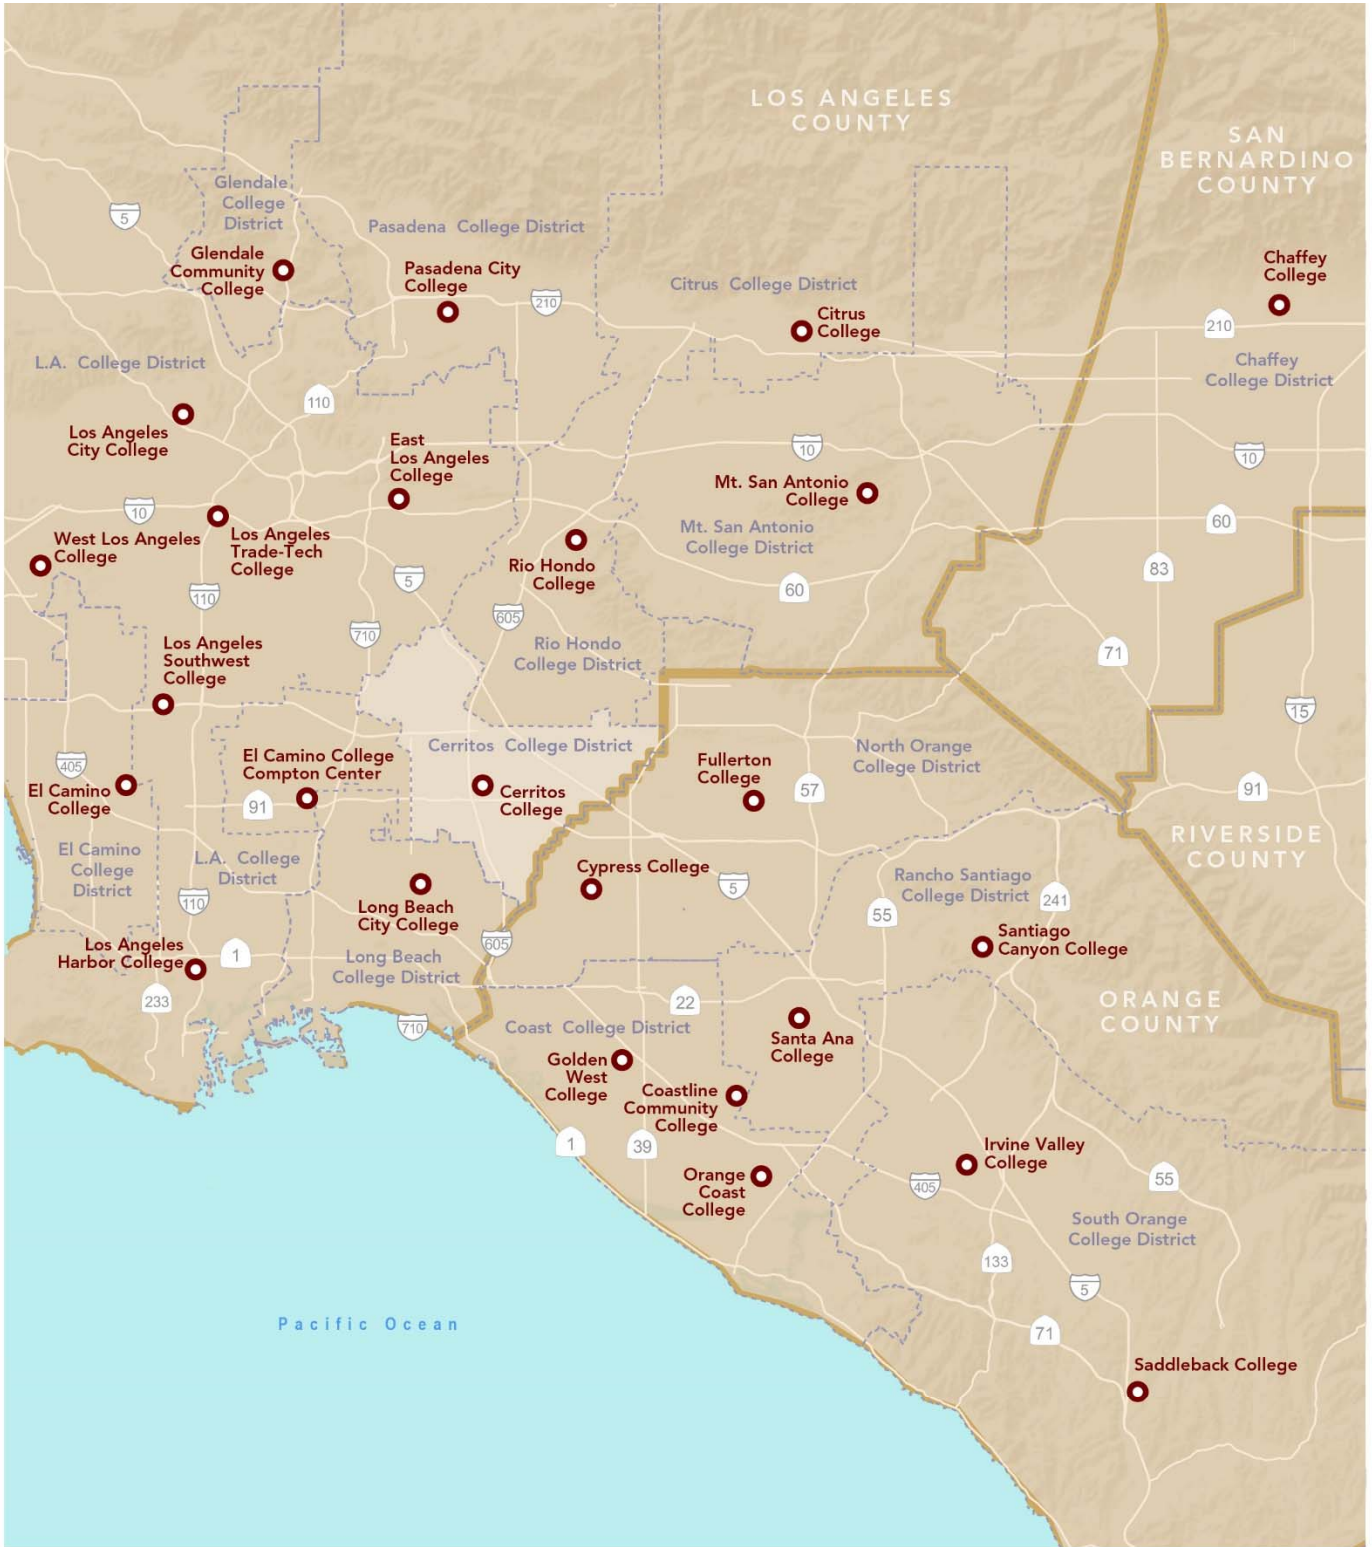 LOS ANGELES
COUNTY
SAN
BERNARDINO
COUNTY
Glendale
College
District
5
Pasadena College District
Glendale
Community
College
Pasadena City
College
210
Citrus College District
Citrus
College
Chaffey
College
210
L.A. College District
Chaffey
College District
110
Los Angeles
City College
East
Los Angeles
College
10
10
Mt. San Antonio
College
10
West Los Angeles
College
Los Angeles
Trade-Tech
College
Mt. San Antonio
College District
60
Rio Hondo
College
5
110
60
83
605
710
Los Angeles
Southwest
College
Rio Hondo
College District
71
15
405
El Camino College
Compton Center
Cerritos College District
North Orange
College District
Fullerton
College
El Camino
College
91
Cerritos
College
57
91
RIVERSIDE
COUNTY
El Camino
College
District
L.A. College
District
Cypress College
5
Rancho Santiago
College District
110
Long Beach
City College
55
241
Los Angeles
Harbor College
1
605
Santiago
Canyon College
Long Beach
College District
233
22
ORANGE
COUNTY
710
Coast College District
Santa Ana
College
Golden
West
College
Coastline
Community
College
1
39
Irvine Valley
College
Orange
Coast
College
405
55
South Orange
College District
133
5
Pacific Ocean
71
Saddleback College